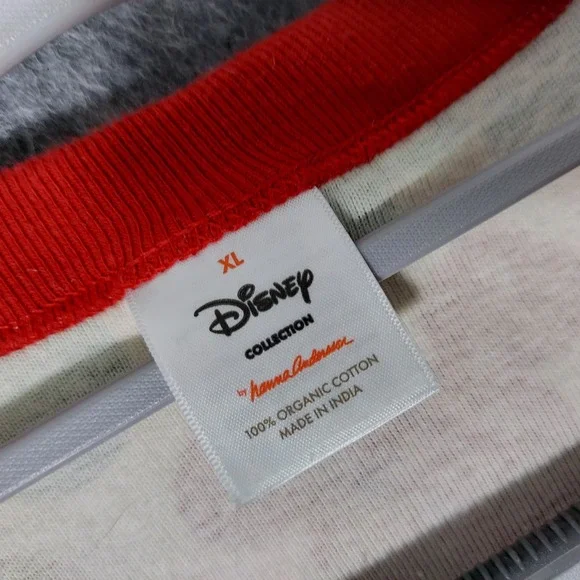 XL
Disney
COLLECTION
by hanna andersson
100% ORGANIC COTTON
MADE IN INDIA